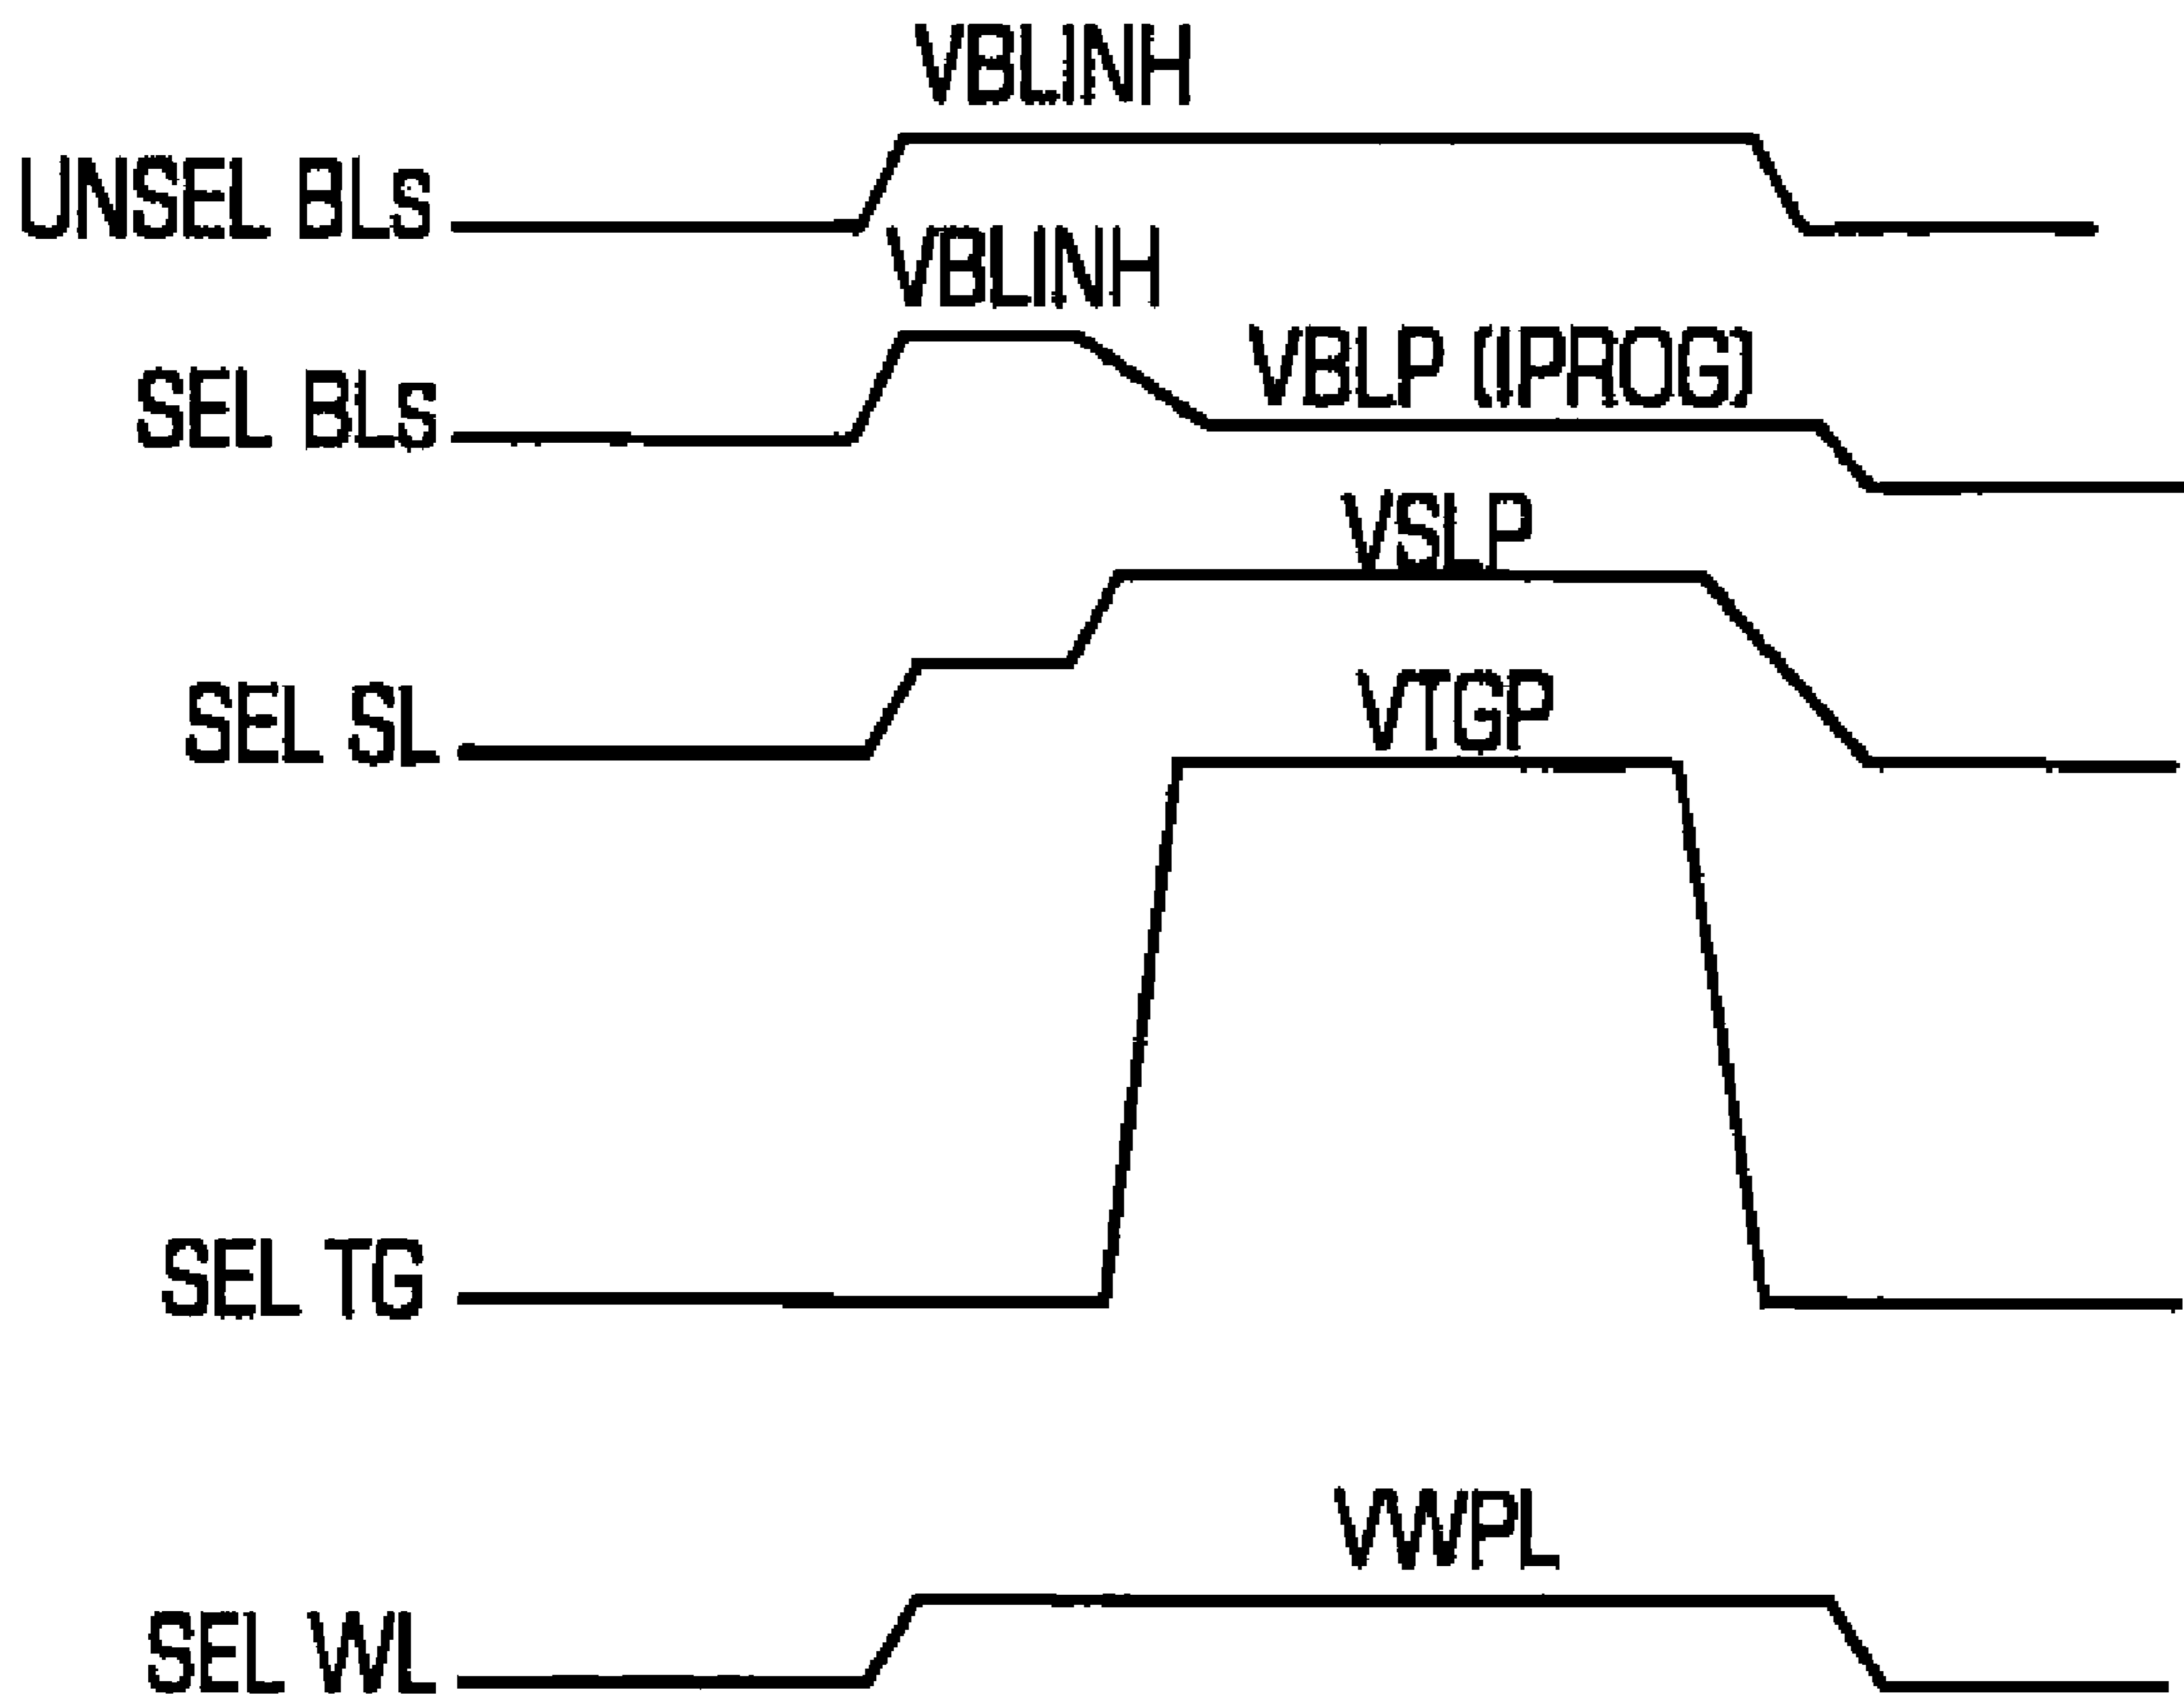 VBLINH
UNSEL BLs
VBLINH
VBLP (IPROG)
SEL BLs
VSLP
SEL SL
VTGP
SEL TG
VWPL
SEL WL